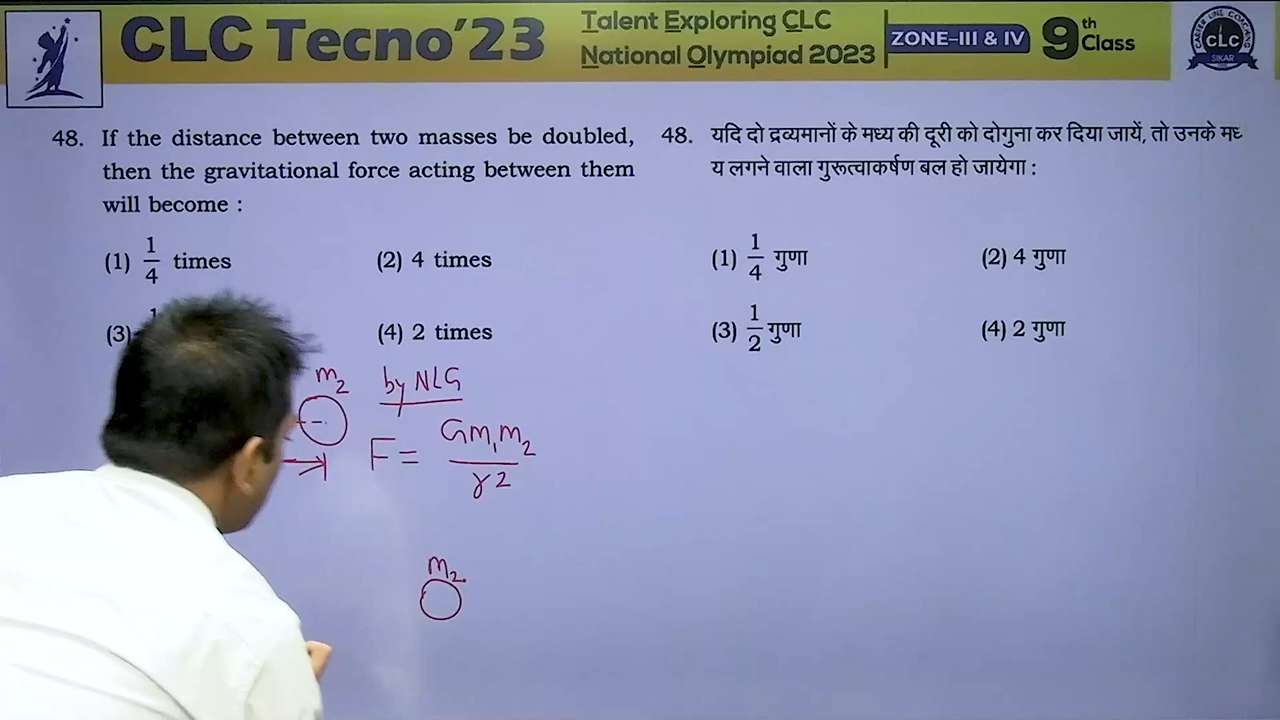 CLC Tecno'23
Talent Exploring CLC
National Olympiad 2023
ZONE-III & IV
9th Class
CAREER LINE COACHING
CLC
SIKAR
48. If the distance between two masses be doubled,
then the gravitational force acting between them
will become :
(1) 1/4 times (2) 4 times
(3) (4) 2 times
48. यदि दो द्रव्यमानों के मध्य की दूरी को दोगुना कर दिया जायें, तो उनके मध्
य लगने वाला गुरूत्वाकर्षण बल हो जायेगा :
(1) 1/4 गुणा (2) 4 गुणा
(3) 1/2 गुणा (4) 2 गुणा
m2
by NLG
F = Gm1m2/r2
m2